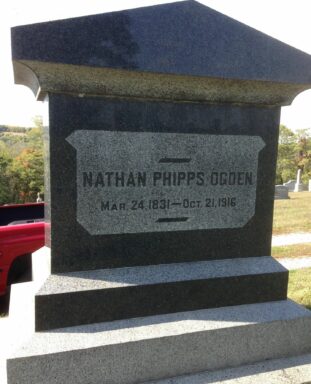 NATHAN PHIPPS OGDEN
MAR. 24, 1831—OCT. 21, 1916